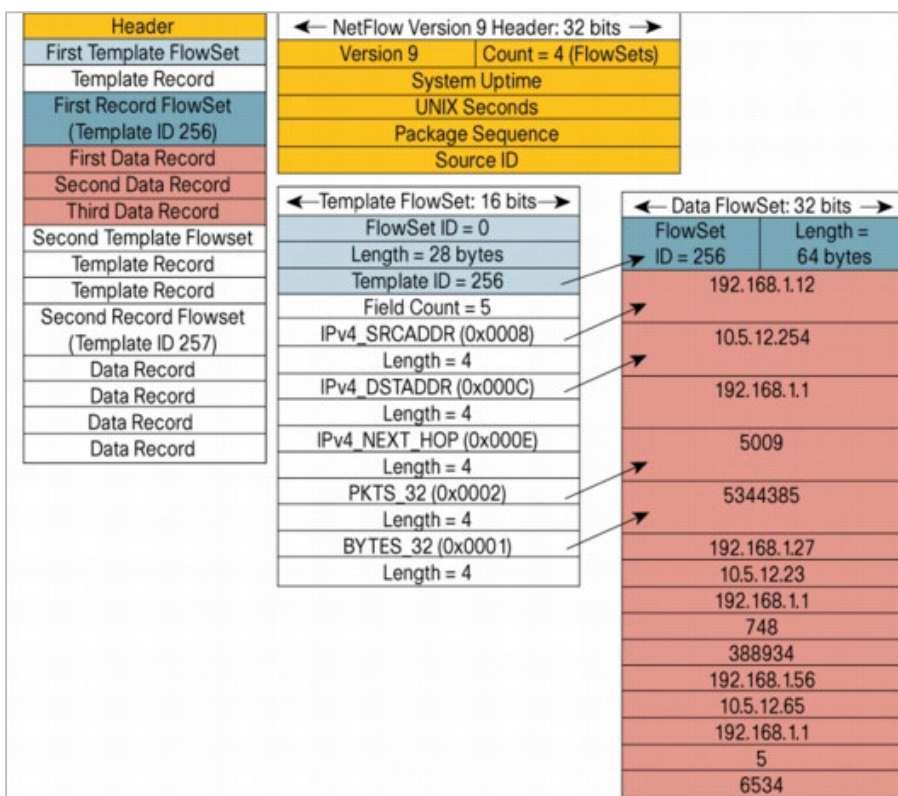 Header
First Template FlowSet
Template Record
First Record FlowSet
(Template ID 256)
First Data Record
Second Data Record
Third Data Record
Second Template Flowset
Template Record
Template Record
Second Record Flowset
(Template ID 257)
Data Record
Data Record
Data Record
Data Record
NetFlow Version 9 Header: 32 bits
Version 9 Count = 4 (FlowSets)
System Uptime
UNIX Seconds
Package Sequence
Source ID
Template FlowSet: 16 bits
FlowSet ID = 0
Length = 28 bytes
Template ID = 256
Field Count = 5
IPv4_SRCADDR (0x0008)
Length = 4
IPv4_DSTADDR (0x000C)
Length = 4
IPv4_NEXT_HOP (0x000E)
Length = 4
PKTS_32 (0x0002)
Length = 4
BYTES_32 (0x0001)
Length = 4
Data FlowSet: 32 bits
FlowSet Length =
ID = 256 64 bytes
192.168.1.12
10.5.12.254
192.168.1.1
5009
5344385
192.168.1.27
10.5.12.23
192.168.1.1
748
388934
192.168.1.56
10.5.12.65
192.168.1.1
5
6534